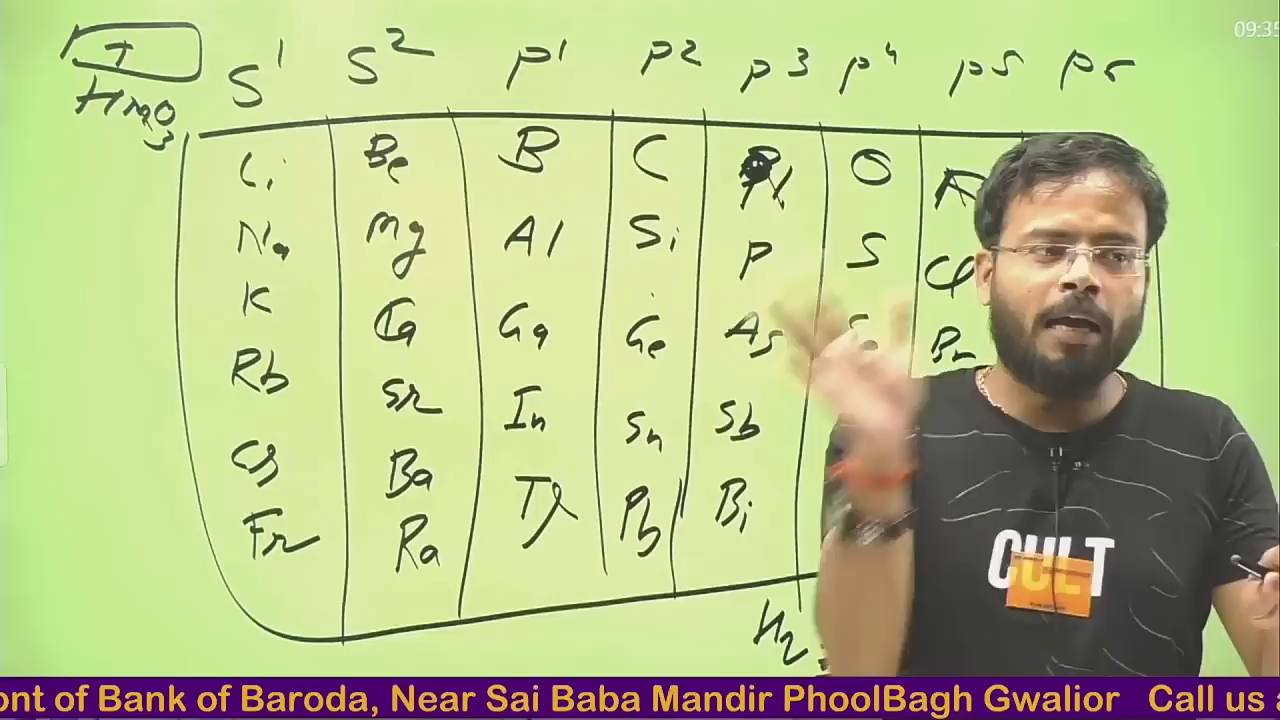 09:35
+
HNO3
S¹ S² p¹ p2 p3 p⁴ p5 p6
Li Be B C N O F
Na Mg Al Si P S Cl
K Ca Ga Ge As Se Br
Rb Sr In Sn Sb
Cs Ba Tl Pb Bi
Fr Ra
H2
CULT
ont of Bank of Baroda, Near Sai Baba Mandir PhoolBagh Gwalior Call us